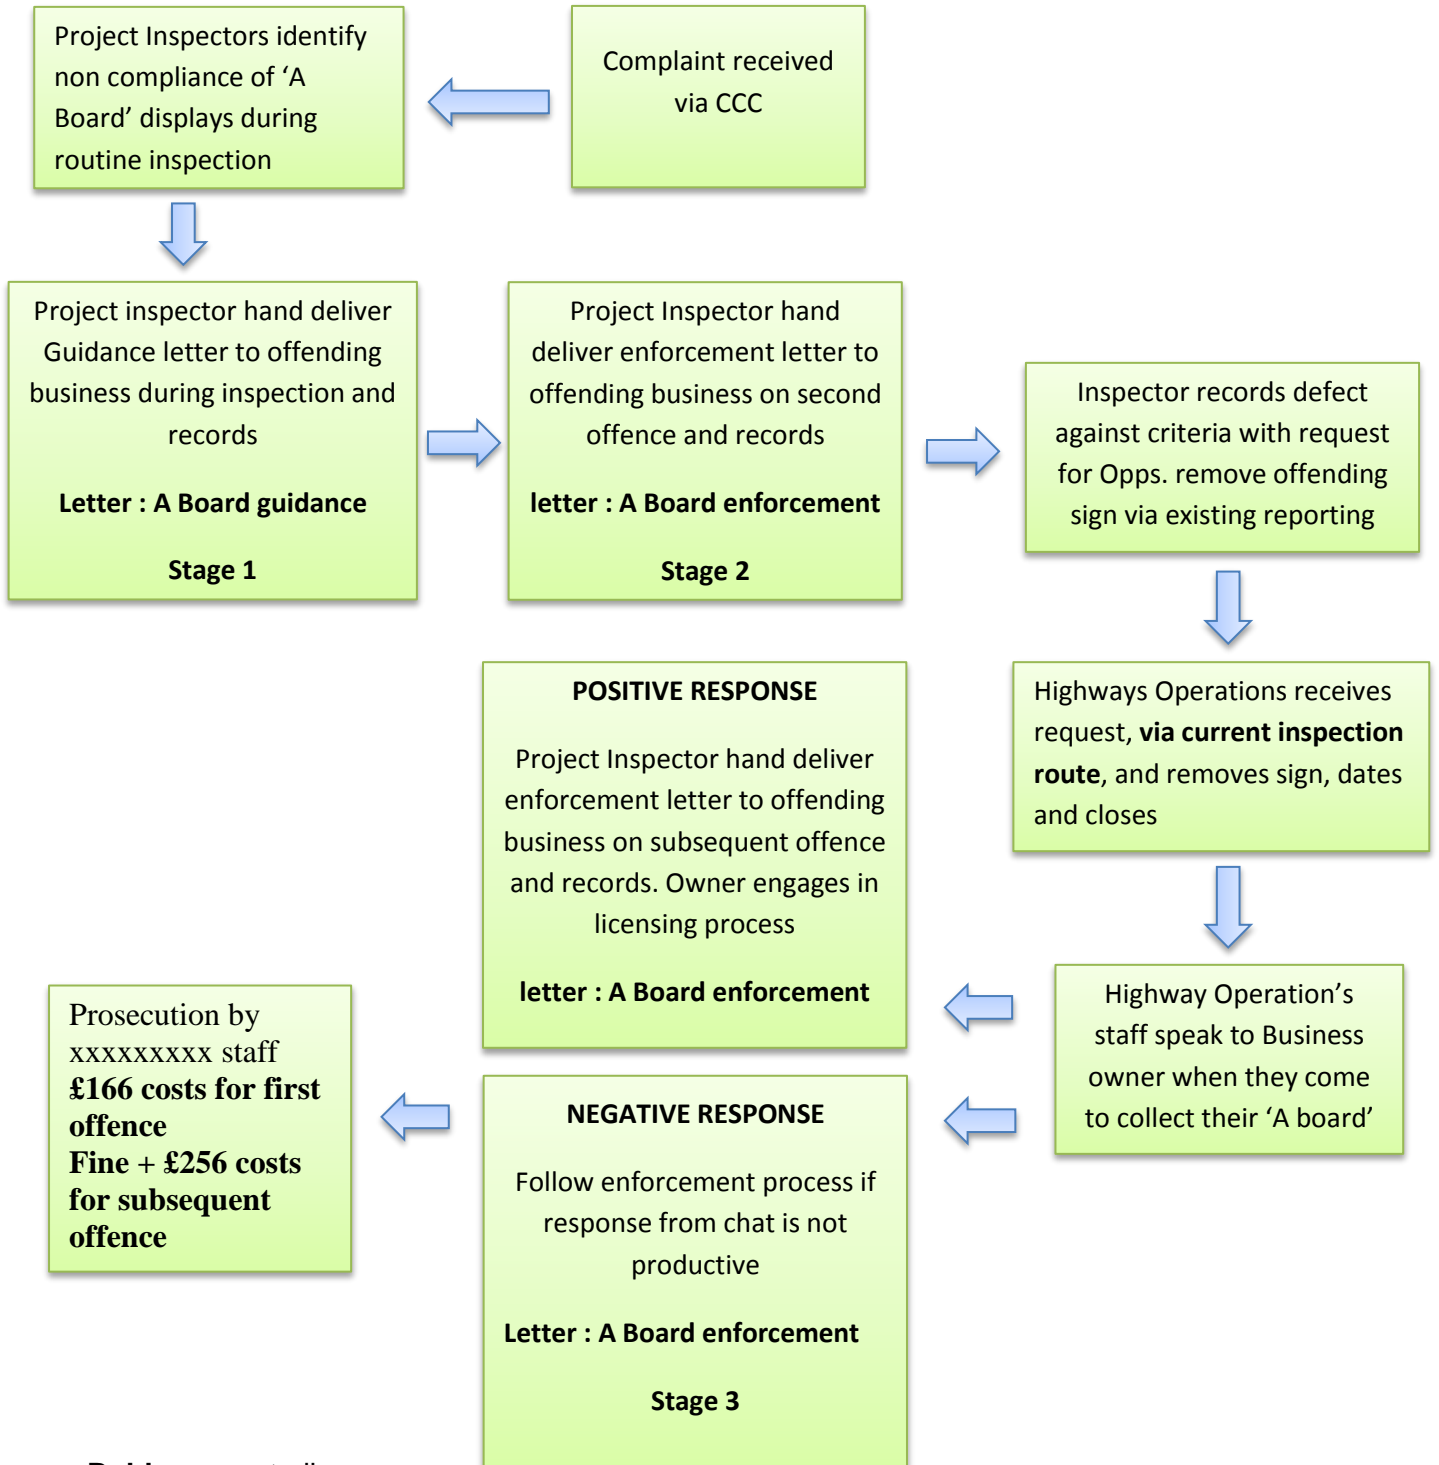 Project Inspectors identify
non compliance of ‘A
Board’ displays during
routine inspection
Complaint received
via CCC
Project inspector hand deliver
Guidance letter to offending
business during inspection and
records
Letter : A Board guidance
Stage 1
Project Inspector hand
deliver enforcement letter to
offending business on second
offence and records
letter : A Board enforcement
Stage 2
Inspector records defect
against criteria with request
for Opps. remove offending
sign via existing reporting
Highways Operations receives
request, via current inspection
route, and removes sign, dates
and closes
Highway Operation’s
staff speak to Business
owner when they come
to collect their ‘A board’
POSITIVE RESPONSE
Project Inspector hand deliver
enforcement letter to offending
business on subsequent offence
and records. Owner engages in
licensing process
letter : A Board enforcement
NEGATIVE RESPONSE
Follow enforcement process if
response from chat is not
productive
Letter : A Board enforcement
Stage 3
Prosecution by
xxxxxxxxx staff
£166 costs for first
offence
Fine + £256 costs
for subsequent
offence